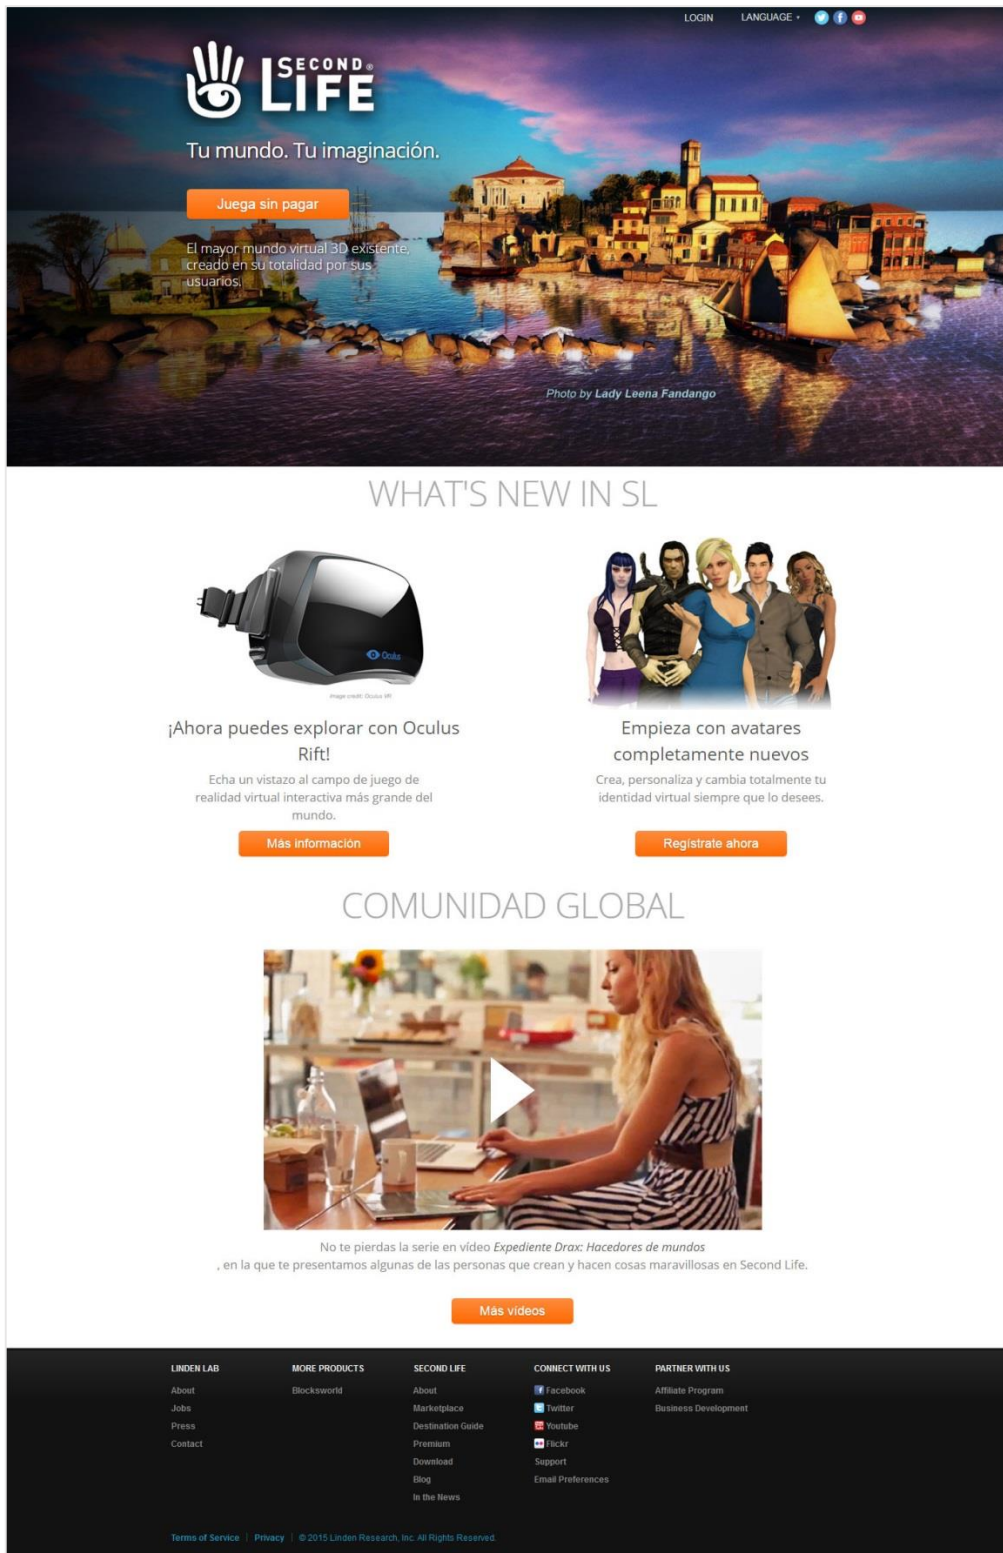 LOGIN LANGUAGE
SECOND
LIFE
Tu mundo. Tu imaginación.
Juega sin pagar
El mayor mundo virtual 3D existente,
creado en su totalidad por sus
usuarios.
Photo by Lady Leena Fandango
WHAT'S NEW IN SL
Oculus
image credit: Oculus VR
¡Ahora puedes explorar con Oculus
Rift!
Echa un vistazo al campo de juego de
realidad virtual interactiva más grande del
mundo.
Más información
Empieza con avatares
completamente nuevos
Crea, personaliza y cambia totalmente tu
identidad virtual siempre que lo desees.
Regístrate ahora
COMUNIDAD GLOBAL
No te pierdas la serie en vídeo Expediente Drax: Hacedores de mundos
, en la que te presentamos algunas de las personas que crean y hacen cosas maravillosas en Second Life.
Más vídeos
LINDEN LAB
About
Jobs
Press
Contact
MORE PRODUCTS
Blocksworld
SECOND LIFE
About
Marketplace
Destination Guide
Premium
Download
Blog
In the News
CONNECT WITH US
Facebook
Twitter
Youtube
Flickr
Support
Email Preferences
PARTNER WITH US
Affiliate Program
Business Development
Terms of Service | Privacy | © 2015 Linden Research, Inc. All Rights Reserved.